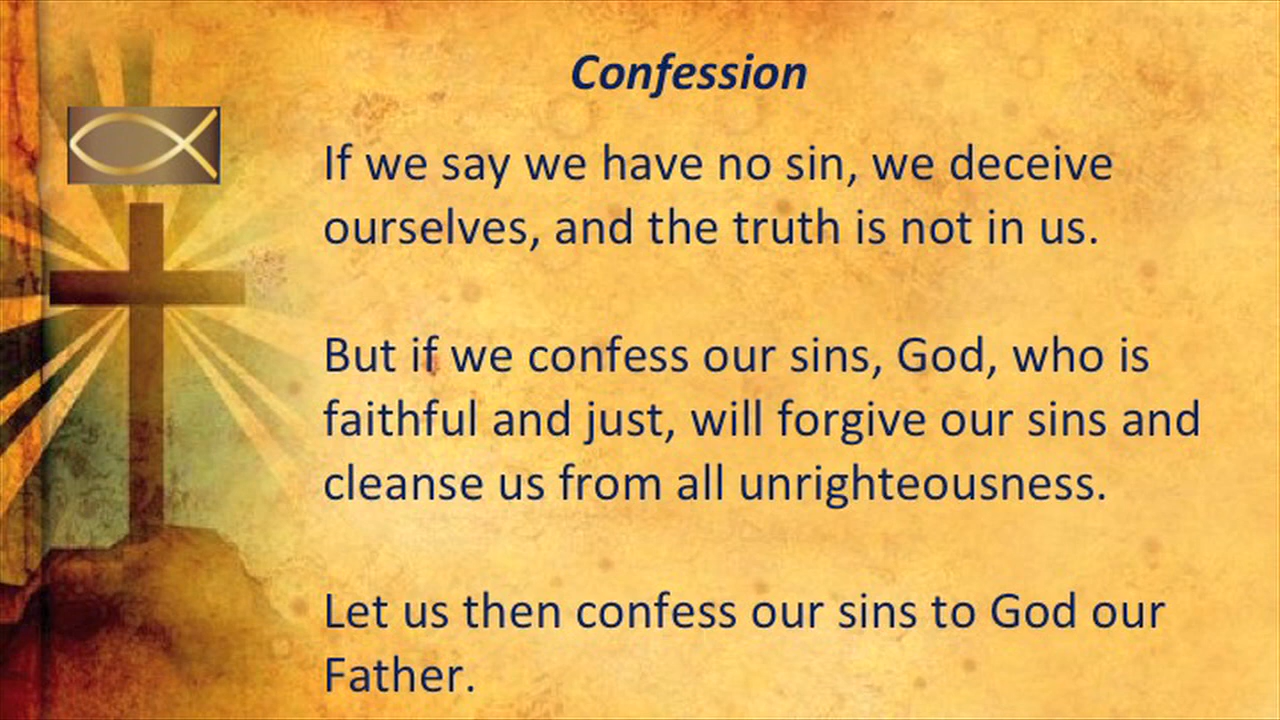 Confession
If we say we have no sin, we deceive
ourselves, and the truth is not in us.
But if we confess our sins, God, who is
faithful and just, will forgive our sins and
cleanse us from all unrighteousness.
Let us then confess our sins to God our
Father.